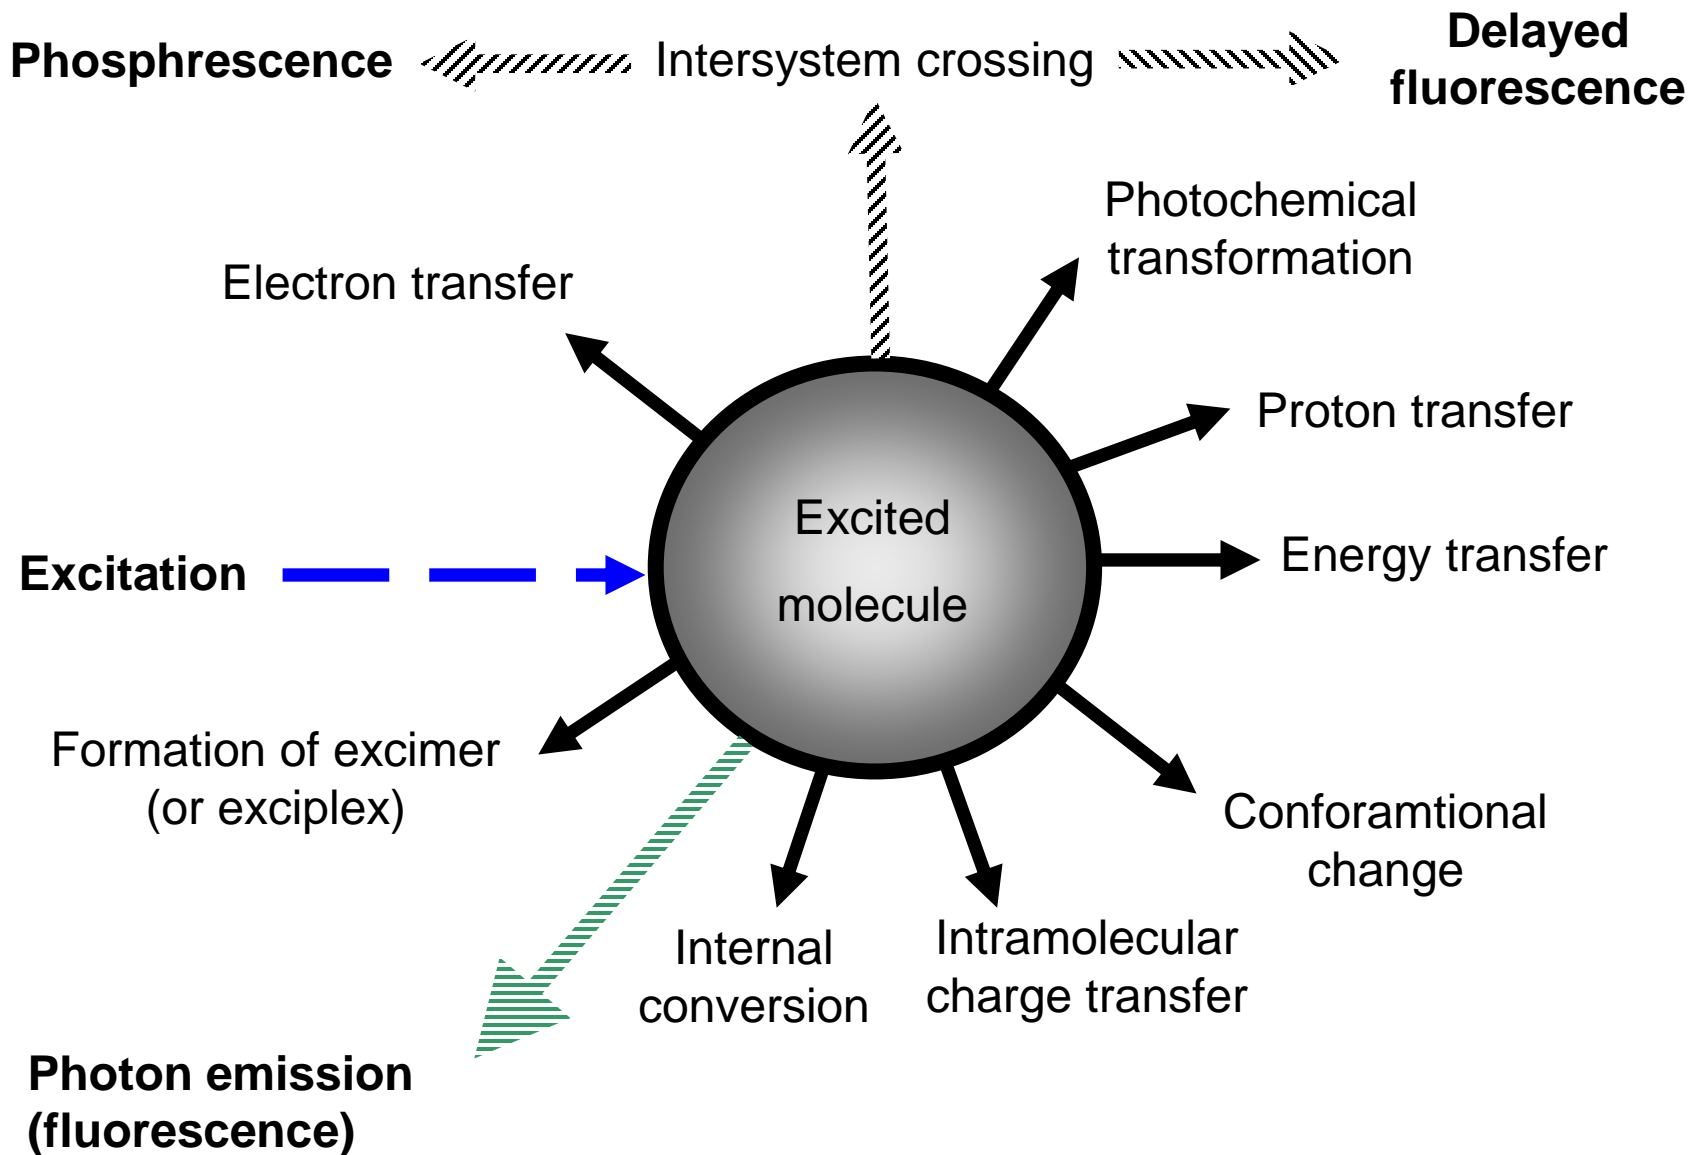 Phosphrescence
Intersystem crossing
Delayed
fluorescence
Photochemical
transformation
Electron transfer
Proton transfer
Excited
molecule
Energy transfer
Excitation
Formation of excimer
(or exciplex)
Conforamtional
change
Internal
conversion
Intramolecular
charge transfer
Photon emission
(fluorescence)